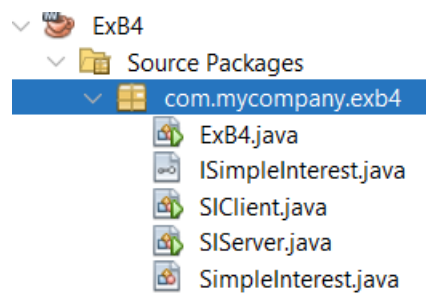 ExB4
Source Packages
com.mycompany.exb4
ExB4.java
ISimpleInterest.java
SIClient.java
SIServer.java
SimpleInterest.java